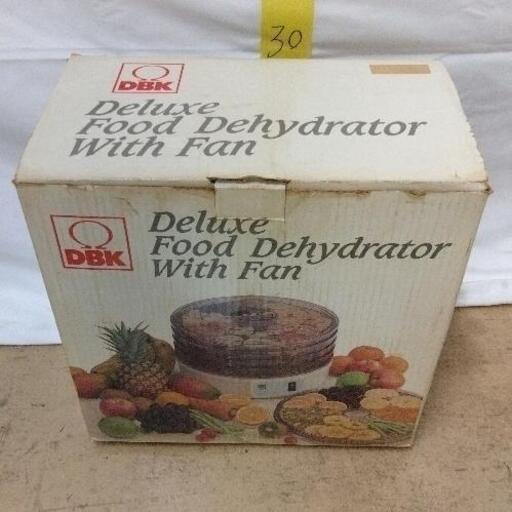 30
DBK
Deluxe
Food Dehydrator
With Fan
DBK
Deluxe
Food Dehydrator
With Fan